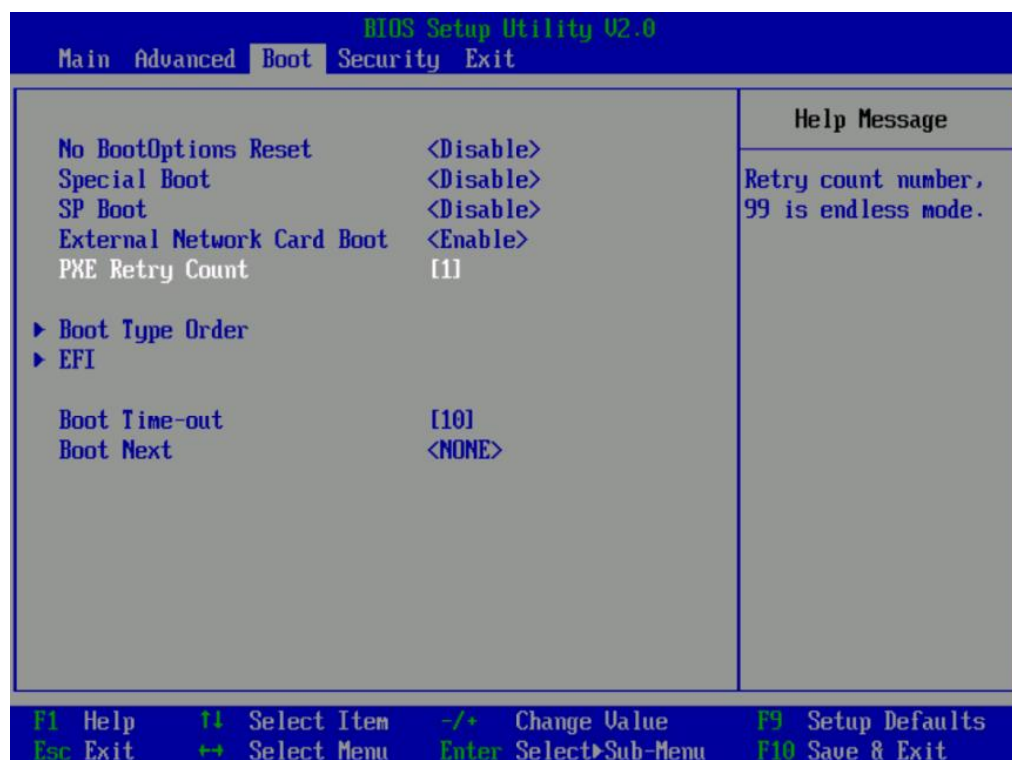 BIOS Setup Utility V2.0
Main Advanced Boot Security Exit
Help Message
Retry count number,
99 is endless mode.
No BootOptions Reset <Disable>
Special Boot <Disable>
SP Boot <Disable>
External Network Card Boot <Enable>
PXE Retry Count [1]
▶ Boot Type Order
▶ EFI
Boot Time-out [10]
Boot Next <NONE>
F1 Help ↑↓ Select Item -/+ Change Value F9 Setup Defaults
Esc Exit ←→ Select Menu Enter Select▶Sub-Menu F10 Save & Exit